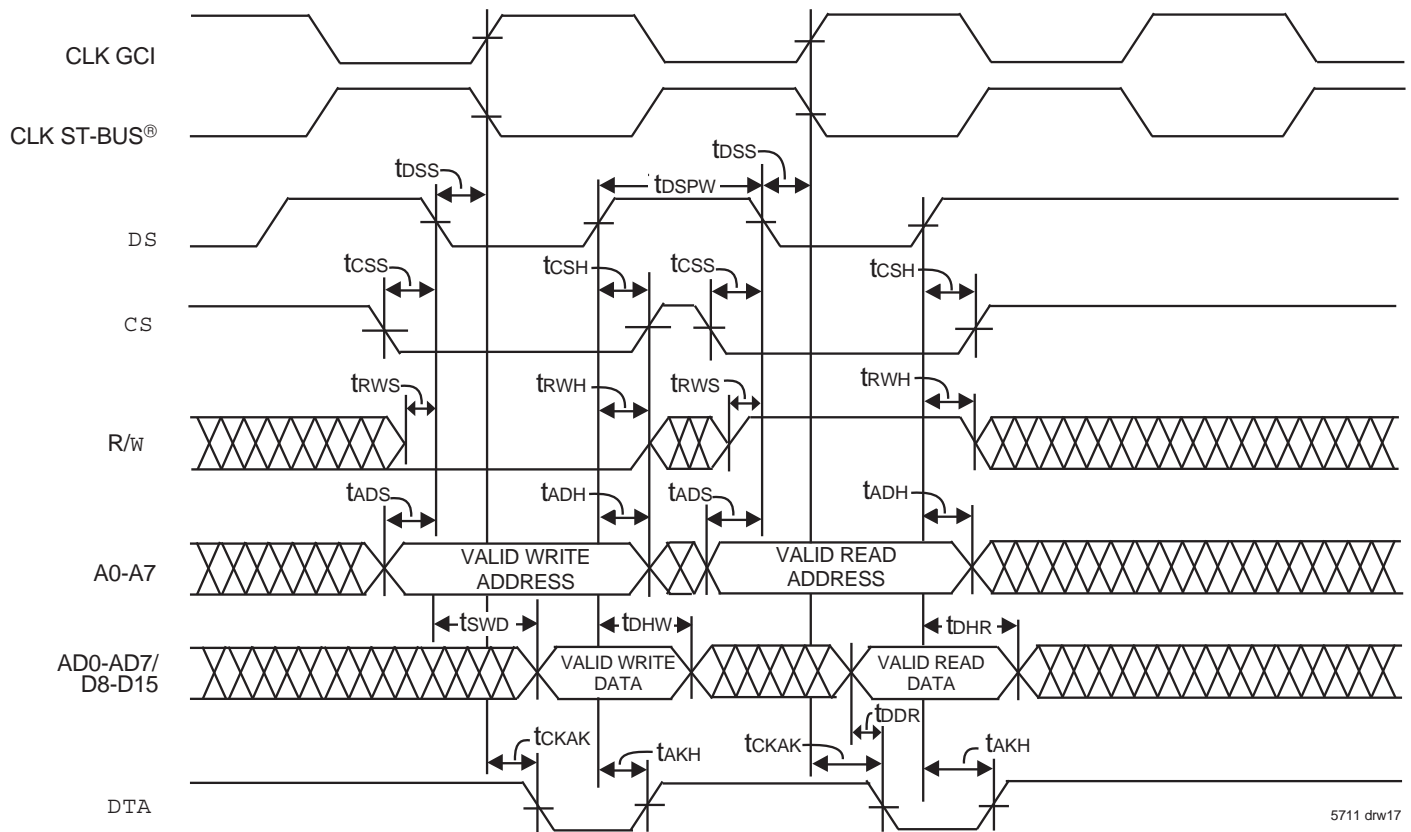 CLK GCI
CLK ST-BUS®
tDSS
tDSPW
tDSS
DS
tCSS
tCSH
tCSS
tCSH
CS
tRWS
tRWH
tRWS
tRWH
R/W
tADS
tADH
tADS
tADH
A0-A7
VALID WRITE
ADDRESS
VALID READ
ADDRESS
tSWD
tDHW
tDHR
AD0-AD7/
D8-D15
VALID WRITE
DATA
VALID READ
DATA
tDDR
tCKAK
tAKH
tCKAK
tAKH
DTA
5711 drw17